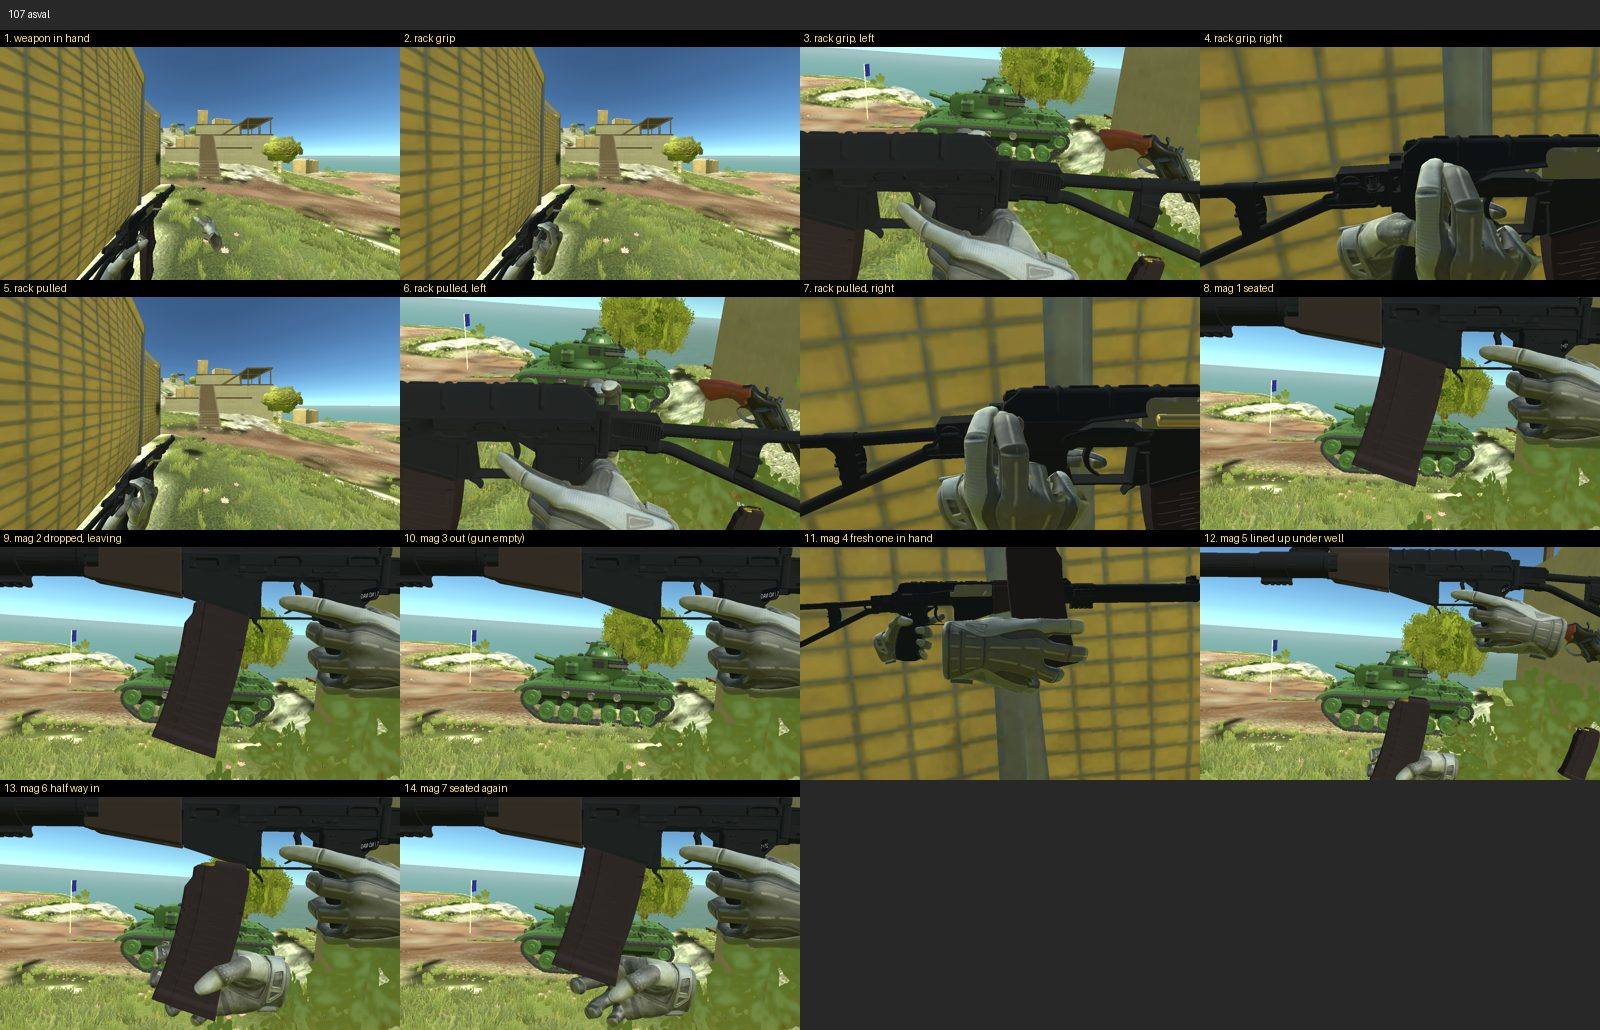 107 asval
1. weapon in hand
2. rack grip
3. rack grip, left
4. rack grip, right
5. rack pulled
6. rack pulled, left
7. rack pulled, right
8. mag 1 seated
9. mag 2 dropped, leaving
10. mag 3 out (gun empty)
11. mag 4 fresh one in hand
12. mag 5 lined up under well
13. mag 6 half way in
14. mag 7 seated again